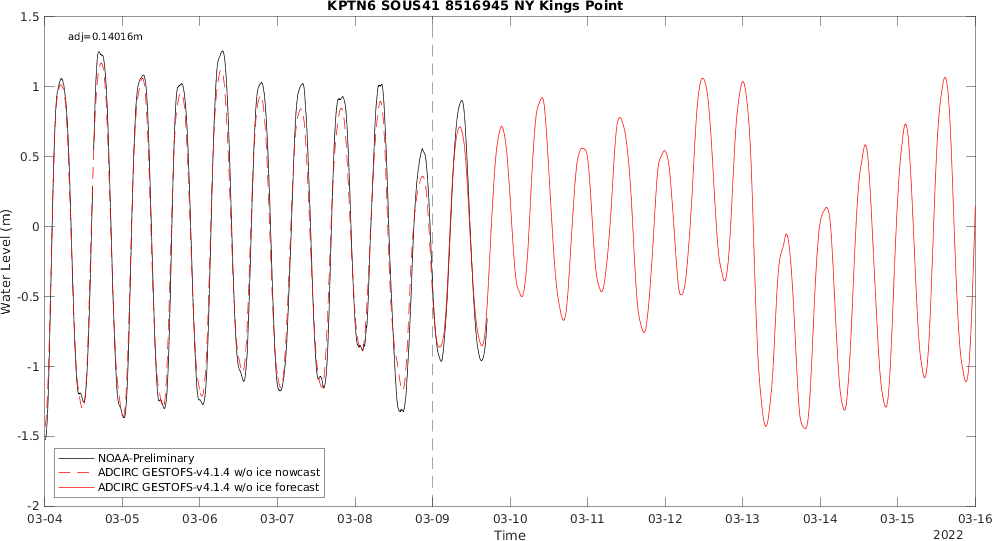 KPTN6 SOUS41 8516945 NY Kings Point
adj=0.14016m
1.5
1
0.5
0
-0.5
-1
-1.5
-2
Water Level (m)
NOAA-Preliminary
ADCIRC GESTOFS-v4.1.4 w/o ice nowcast
ADCIRC GESTOFS-v4.1.4 w/o ice forecast
03-04 03-05 03-06 03-07 03-08 03-09 03-10 03-11 03-12 03-13 03-14 03-15 03-16
Time
2022